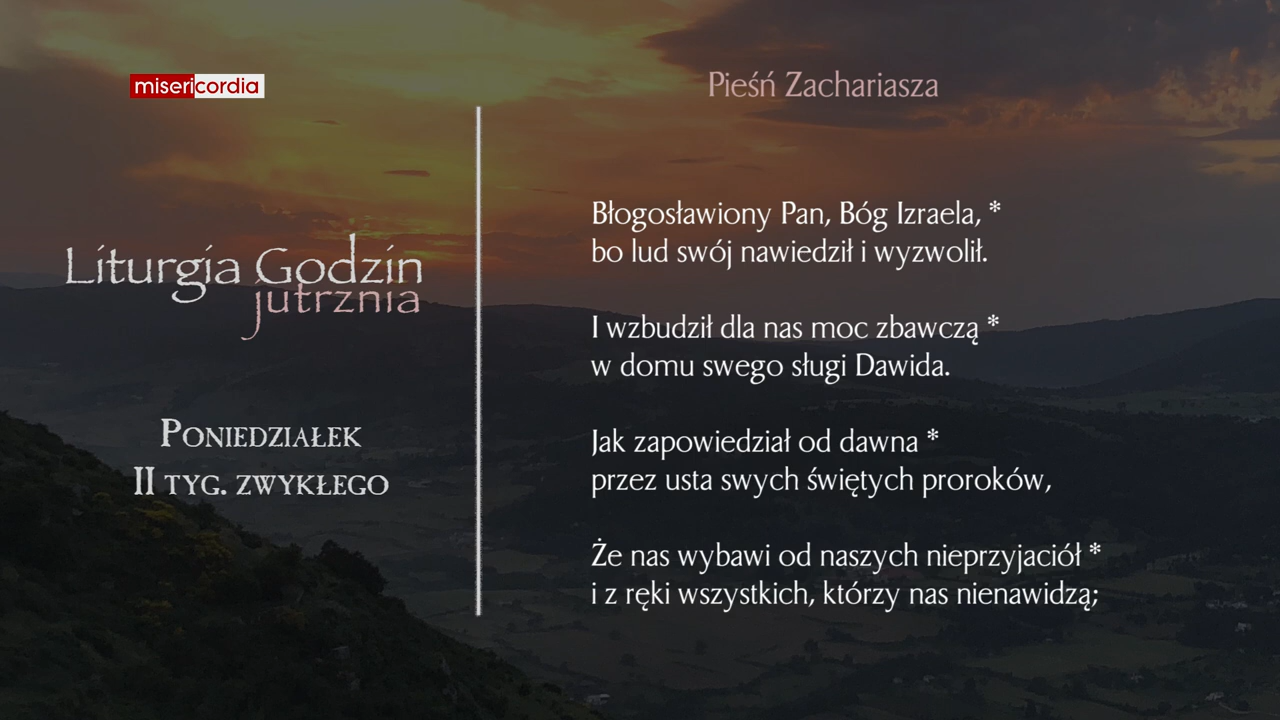 misericordia
Liturgia Godzin
jutrznia
Poniedziałek
II tyg. zwykłego
Pieśń Zachariasza
Błogosławiony Pan, Bóg Izraela, *
bo lud swój nawiedził i wyzwolił.
I wzbudził dla nas moc zbawczą *
w domu swego sługi Dawida.
Jak zapowiedział od dawna *
przez usta swych świętych proroków,
Że nas wybawi od naszych nieprzyjaciół *
i z ręki wszystkich, którzy nas nienawidzą;